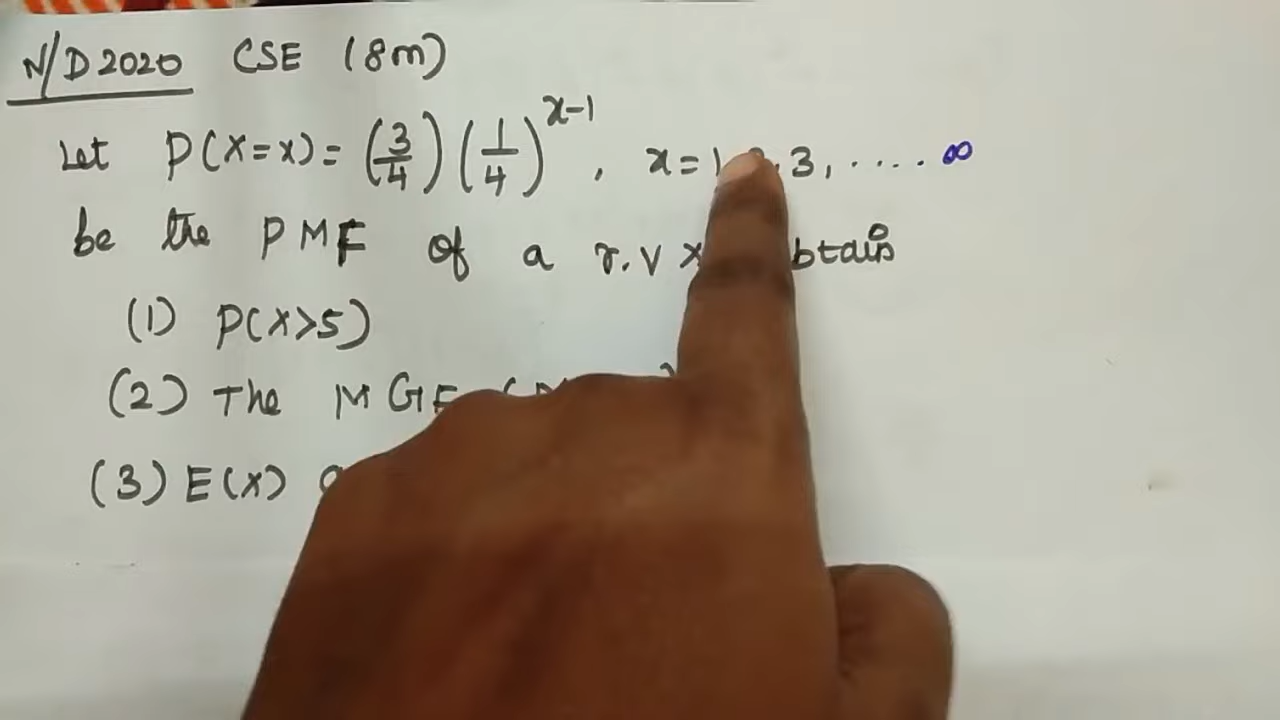 N/D 2020 CSE (8m)
Let P(X=x) = (3/4) (1/4)^{x-1}, x = 1, 2, 3, ..... ∞
be the PMF of a r.v X btain
(1) P(X>5)
(2) The MGF
(3) E(X)